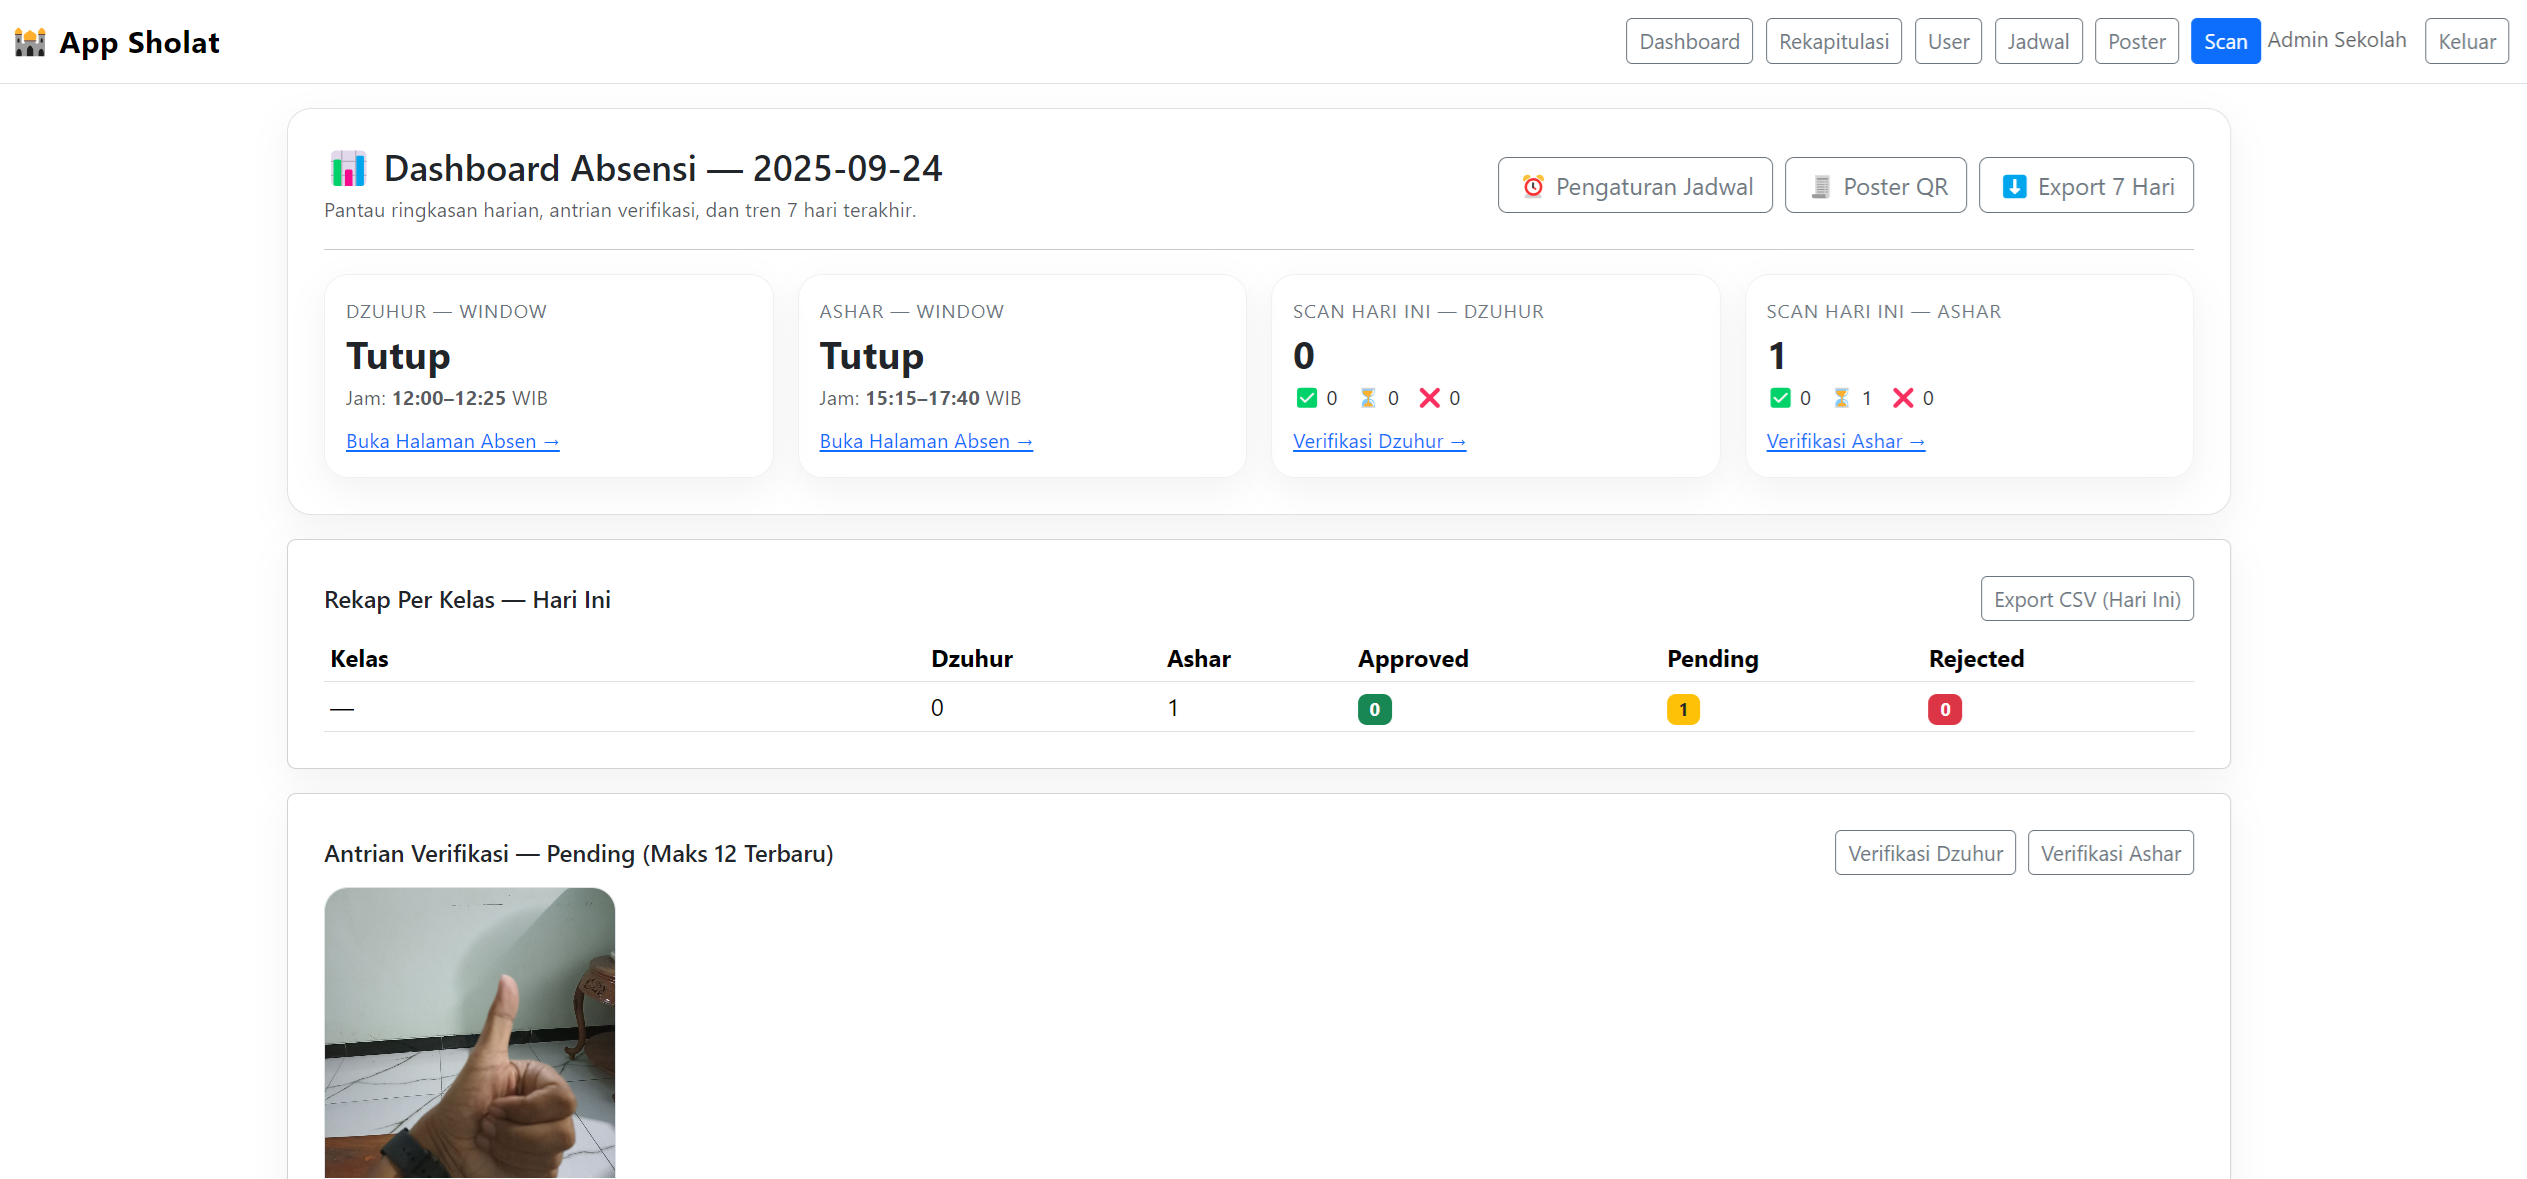 App Sholat
Dashboard Rekapitulasi User Jadwal Poster Scan Admin Sekolah Keluar
Dashboard Absensi — 2025-09-24
Pantau ringkasan harian, antrian verifikasi, dan tren 7 hari terakhir.
Pengaturan Jadwal Poster QR Export 7 Hari
DZUHUR — WINDOW
Tutup
Jam: 12:00–12:25 WIB
Buka Halaman Absen →
ASHAR — WINDOW
Tutup
Jam: 15:15–17:40 WIB
Buka Halaman Absen →
SCAN HARI INI — DZUHUR
0
✅ 0 ⏳ 0 ❌ 0
Verifikasi Dzuhur →
SCAN HARI INI — ASHAR
1
✅ 0 ⏳ 1 ❌ 0
Verifikasi Ashar →
Rekap Per Kelas — Hari Ini
Export CSV (Hari Ini)
Kelas Dzuhur Ashar Approved Pending Rejected
— 0 1 0 1 0
Antrian Verifikasi — Pending (Maks 12 Terbaru)
Verifikasi Dzuhur Verifikasi Ashar